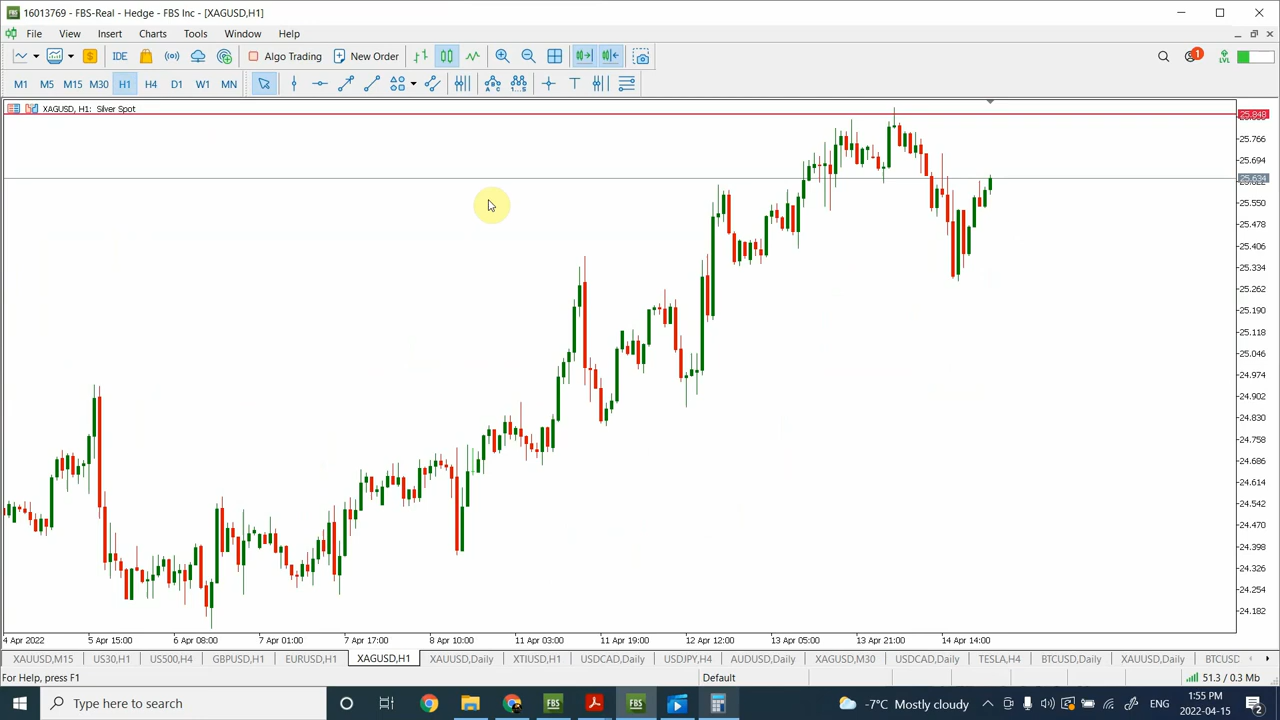 16013769 - FBS-Real - Hedge - FBS Inc - [XAGUSD,H1]
File View Insert Charts Tools Window Help
IDE Algo Trading New Order 1 LVL
M1 M5 M15 M30 H1 H4 D1 W1 MN
XAGUSD, H1: Silver Spot
25.848
25.766
25.694
25.634
25.550
25.478
25.406
25.334
25.262
25.190
25.118
25.046
24.974
24.902
24.830
24.758
24.686
24.614
24.542
24.470
24.398
24.326
24.254
24.182
4 Apr 2022 5 Apr 15:00 6 Apr 08:00 7 Apr 01:00 7 Apr 17:00 8 Apr 10:00 11 Apr 03:00 11 Apr 19:00 12 Apr 12:00 13 Apr 05:00 13 Apr 21:00 14 Apr 14:00
XAUUSD,M15 US30,H1 US500,H4 GBPUSD,H1 EURUSD,H1 XAGUSD,H1 XAUUSD,Daily XTIUSD,H1 USDCAD,Daily USDJPY,H4 AUDUSD,Daily XAGUSD,M30 USDCAD,Daily TESLA,H4 BTCUSD,Daily XAUUSD,Daily BTCUSD
For Help, press F1 Default 51.3 / 0.3 Mb
Type here to search FBS FBS -7°C Mostly cloudy 1:55 PM
2022-04-15 2